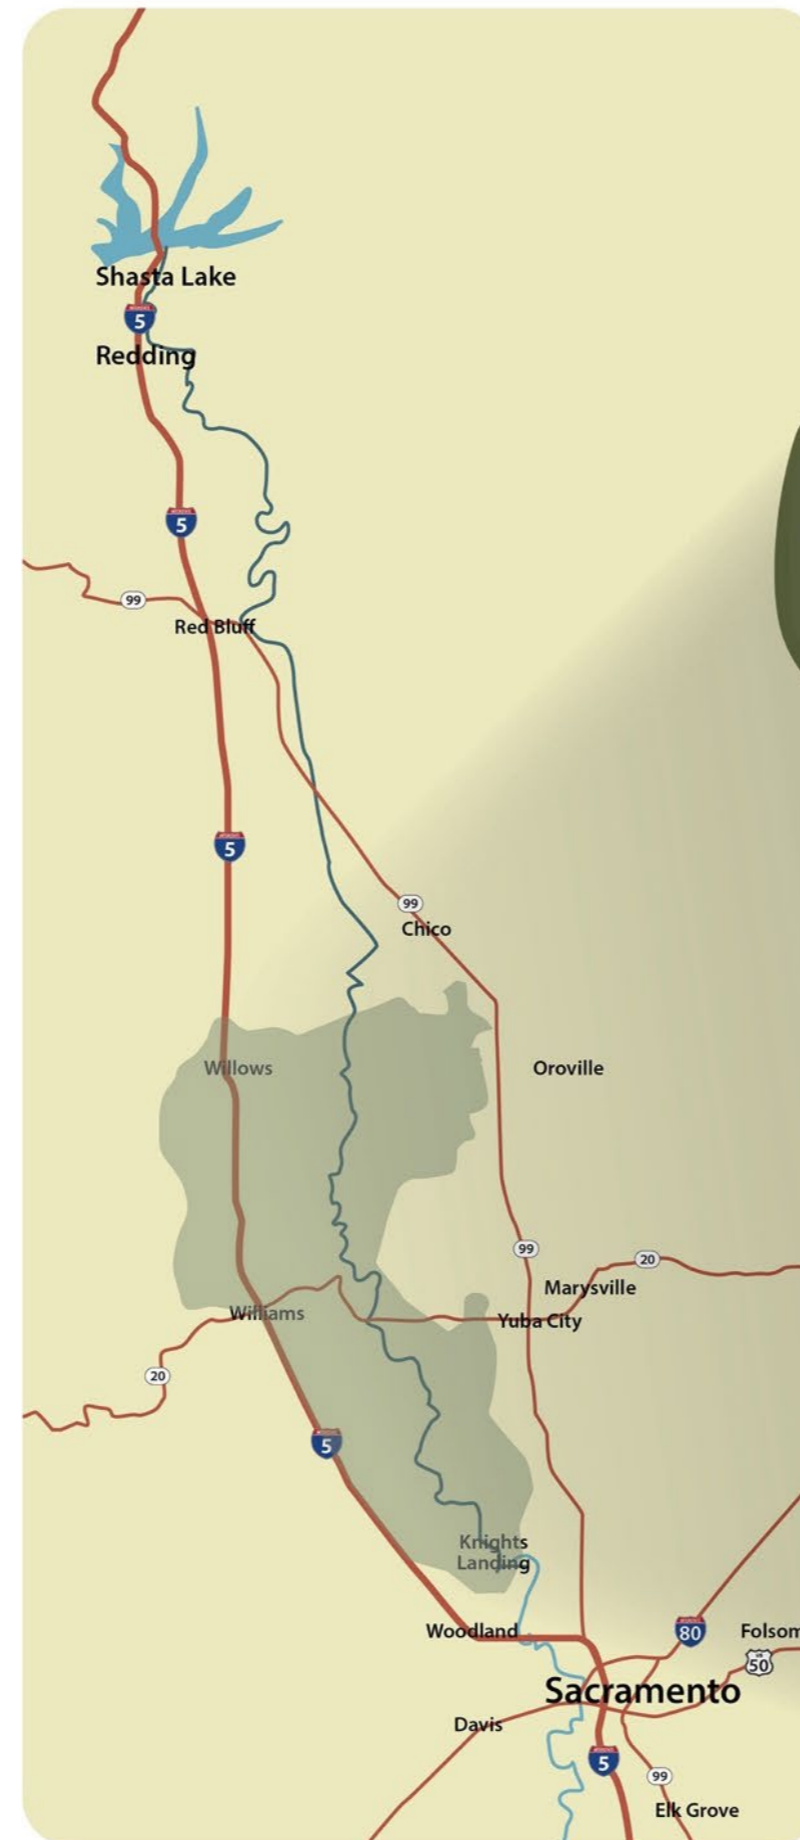 Shasta Lake
5
Redding
5
99
Red Bluff
5
99
Chico
Willows
Oroville
99
20
Marysville
Williams
Yuba City
20
5
Knights
Landing
Woodland
80
Folsom
US
50
Sacramento
Davis
5
99
Elk Grove